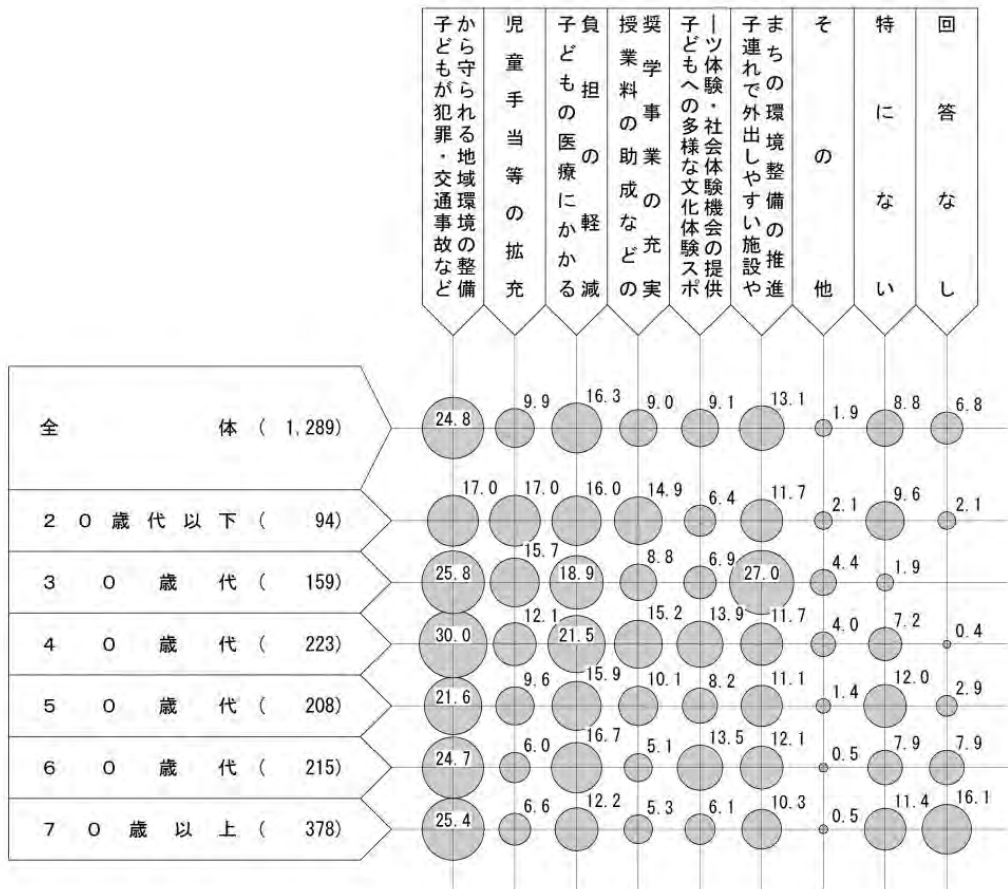 子どもが犯罪・交通事故など
から守られる地域環境の整備
児童手当等の拡充
子どもの医療にかかる
負担の軽減
授業料の助成などの
奨学事業の充実
子どもへの多様な文化体験スポ
ーツ体験・社会体験機会の提供
子連れで外出しやすい施設や
まちの環境整備の推進
その他
特にない
回答なし
全体 ( 1,289) 24.8 9.9 16.3 9.0 9.1 13.1 1.9 8.8 6.8
20歳代以下 ( 94) 17.0 17.0 16.0 14.9 6.4 11.7 2.1 9.6 2.1
30歳代 ( 159) 25.8 15.7 18.9 8.8 6.9 27.0 4.4 1.9
40歳代 ( 223) 30.0 12.1 21.5 15.2 13.9 11.7 4.0 7.2 0.4
50歳代 ( 208) 21.6 9.6 15.9 10.1 8.2 11.1 1.4 12.0 2.9
60歳代 ( 215) 24.7 6.0 16.7 5.1 13.5 12.1 0.5 7.9 7.9
70歳以上 ( 378) 25.4 6.6 12.2 5.3 6.1 10.3 0.5 11.4 16.1